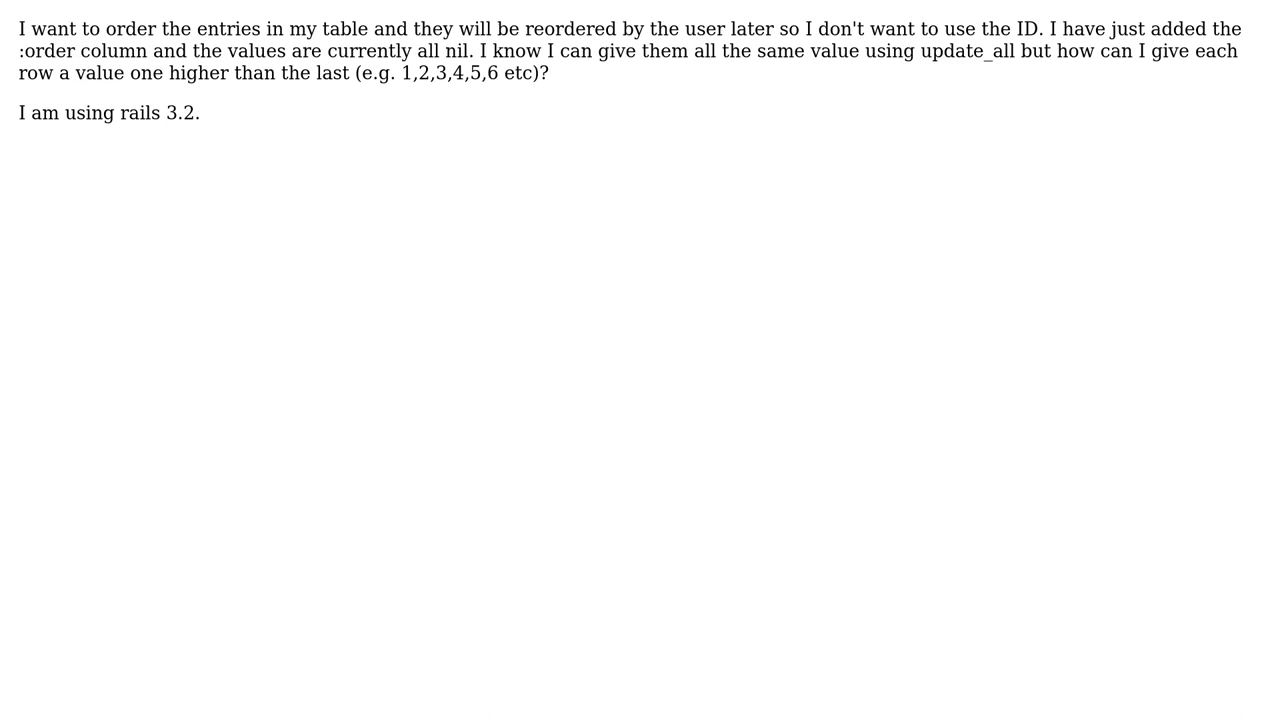 I want to order the entries in my table and they will be reordered by the user later so I don't want to use the ID. I have just added the
:order column and the values are currently all nil. I know I can give them all the same value using update_all but how can I give each
row a value one higher than the last (e.g. 1,2,3,4,5,6 etc)?
I am using rails 3.2.